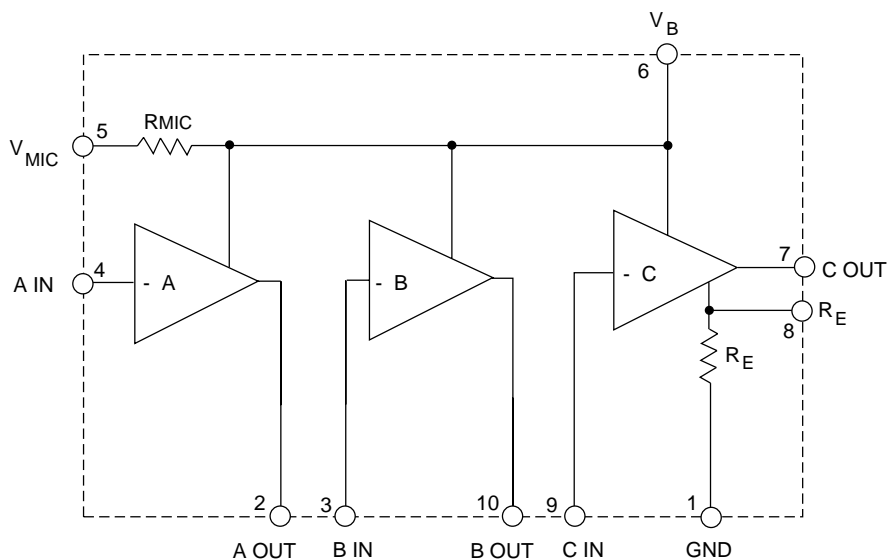 V B
6
5
RMIC
V MIC
7
4
- A
- B
- C
A IN
C OUT
R E
8
R E
2
3
10
9
1
A OUT
B IN
B OUT
C IN
GND